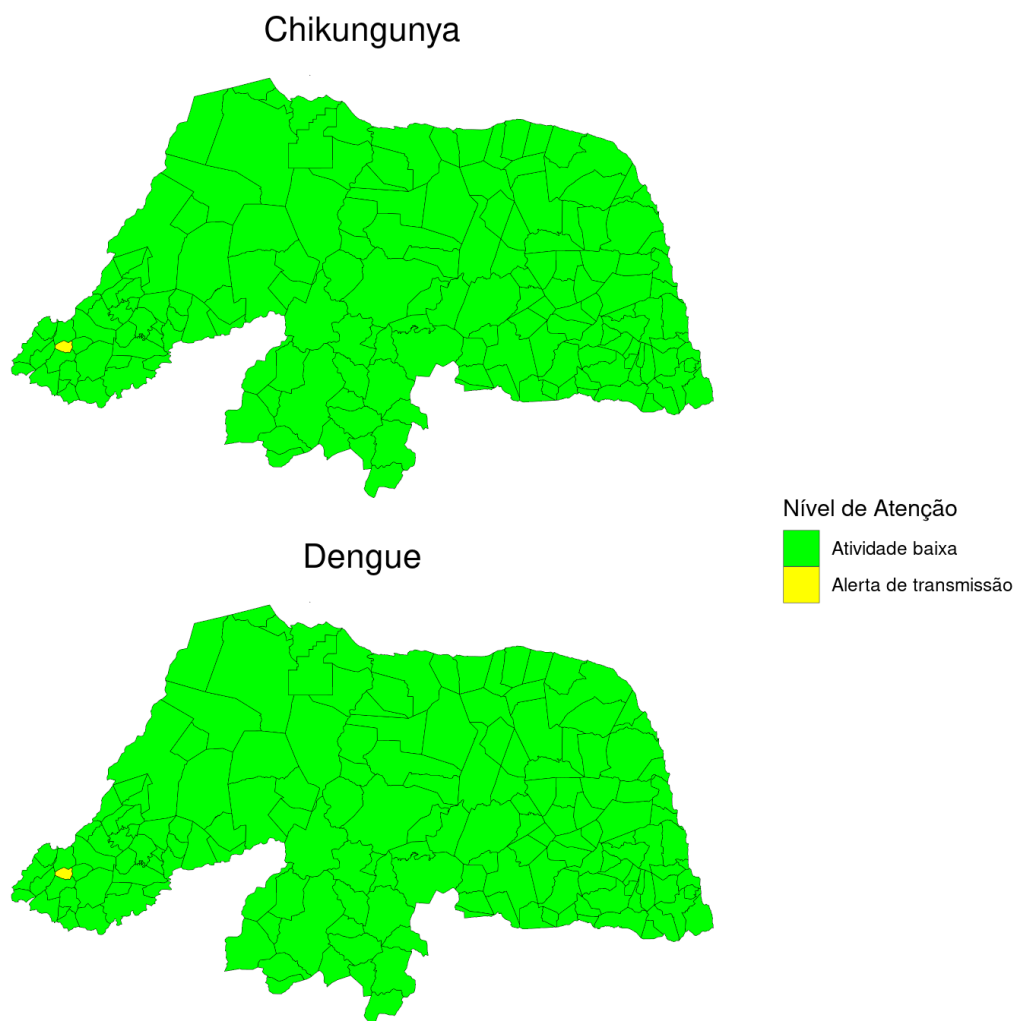 Chikungunya
Nível de Atenção
Atividade baixa
Alerta de transmissão
Dengue